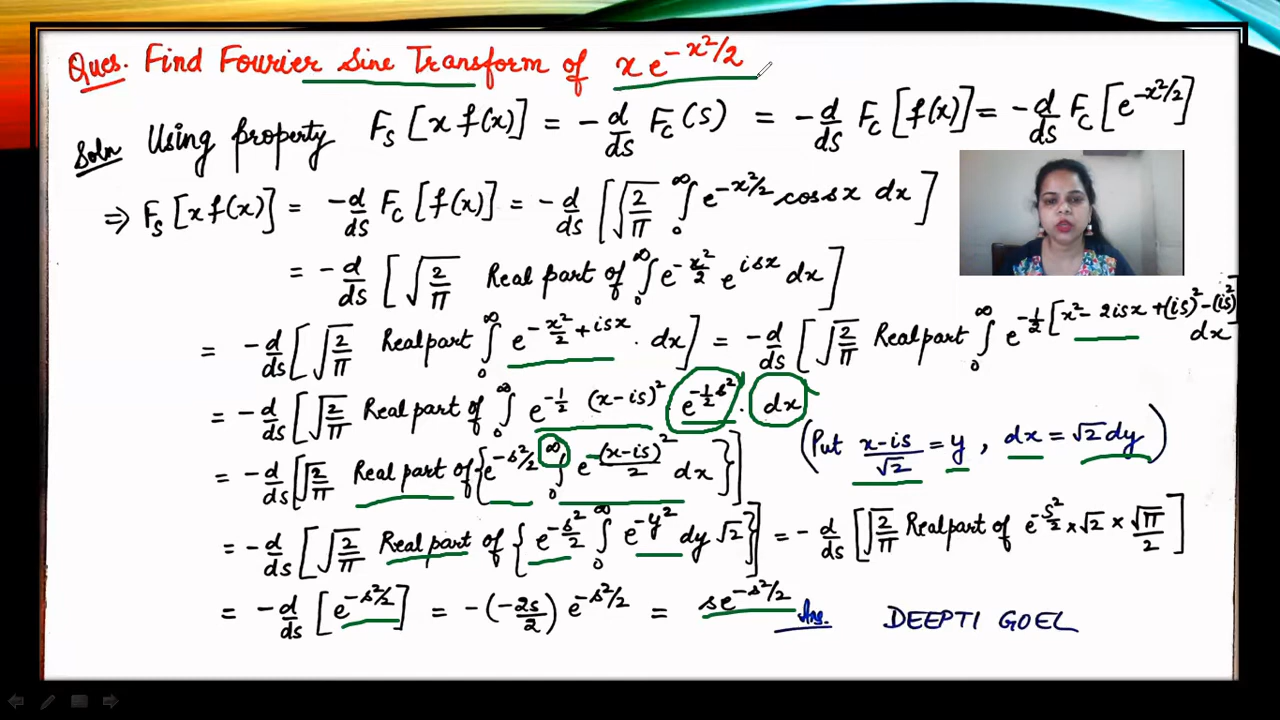 Ques. Find Fourier Sine Transform of x e^{-x²/2}
Soln Using property F_S [x f(x)] = -d/ds F_C (s) = -d/ds F_C [f(x)] = -d/ds F_C [e^{-x²/2}]
⇒ F_S [x f(x)] = -d/ds F_C [f(x)] = -d/ds [√(2/π) ∫_0^∞ e^{-x²/2} cos sx dx]
= -d/ds [√(2/π) Real part of ∫_0^∞ e^{-x²/2} e^{isx} dx]
= -d/ds [√(2/π) Real part ∫_0^∞ e^{-x²/2 + isx} . dx] = -d/ds [√(2/π) Real part ∫_0^∞ e^{-1/2 [x² - 2isx + (is)² - (is)²]} dx]
= -d/ds [√(2/π) Real part of ∫_0^∞ e^{-1/2 (x-is)²} e^{-1/2 s²} . dx
= -d/ds [√(2/π) Real part of {e^{-s²/2} ∫_0^∞ e^{-(x-is)²/2} dx}] (Put (x-is)/√2 = y , dx = √2 dy)
= -d/ds [√(2/π) Real part of {e^{-s²/2} ∫_0^∞ e^{-y²} dy √2}] = -d/ds [√(2/π) Real part of e^{-s²/2} × √2 × √π/2]
= -d/ds [e^{-s²/2}] = -(-2s/2) e^{-s²/2} = s e^{-s²/2} Ans. DEEPTI GOEL